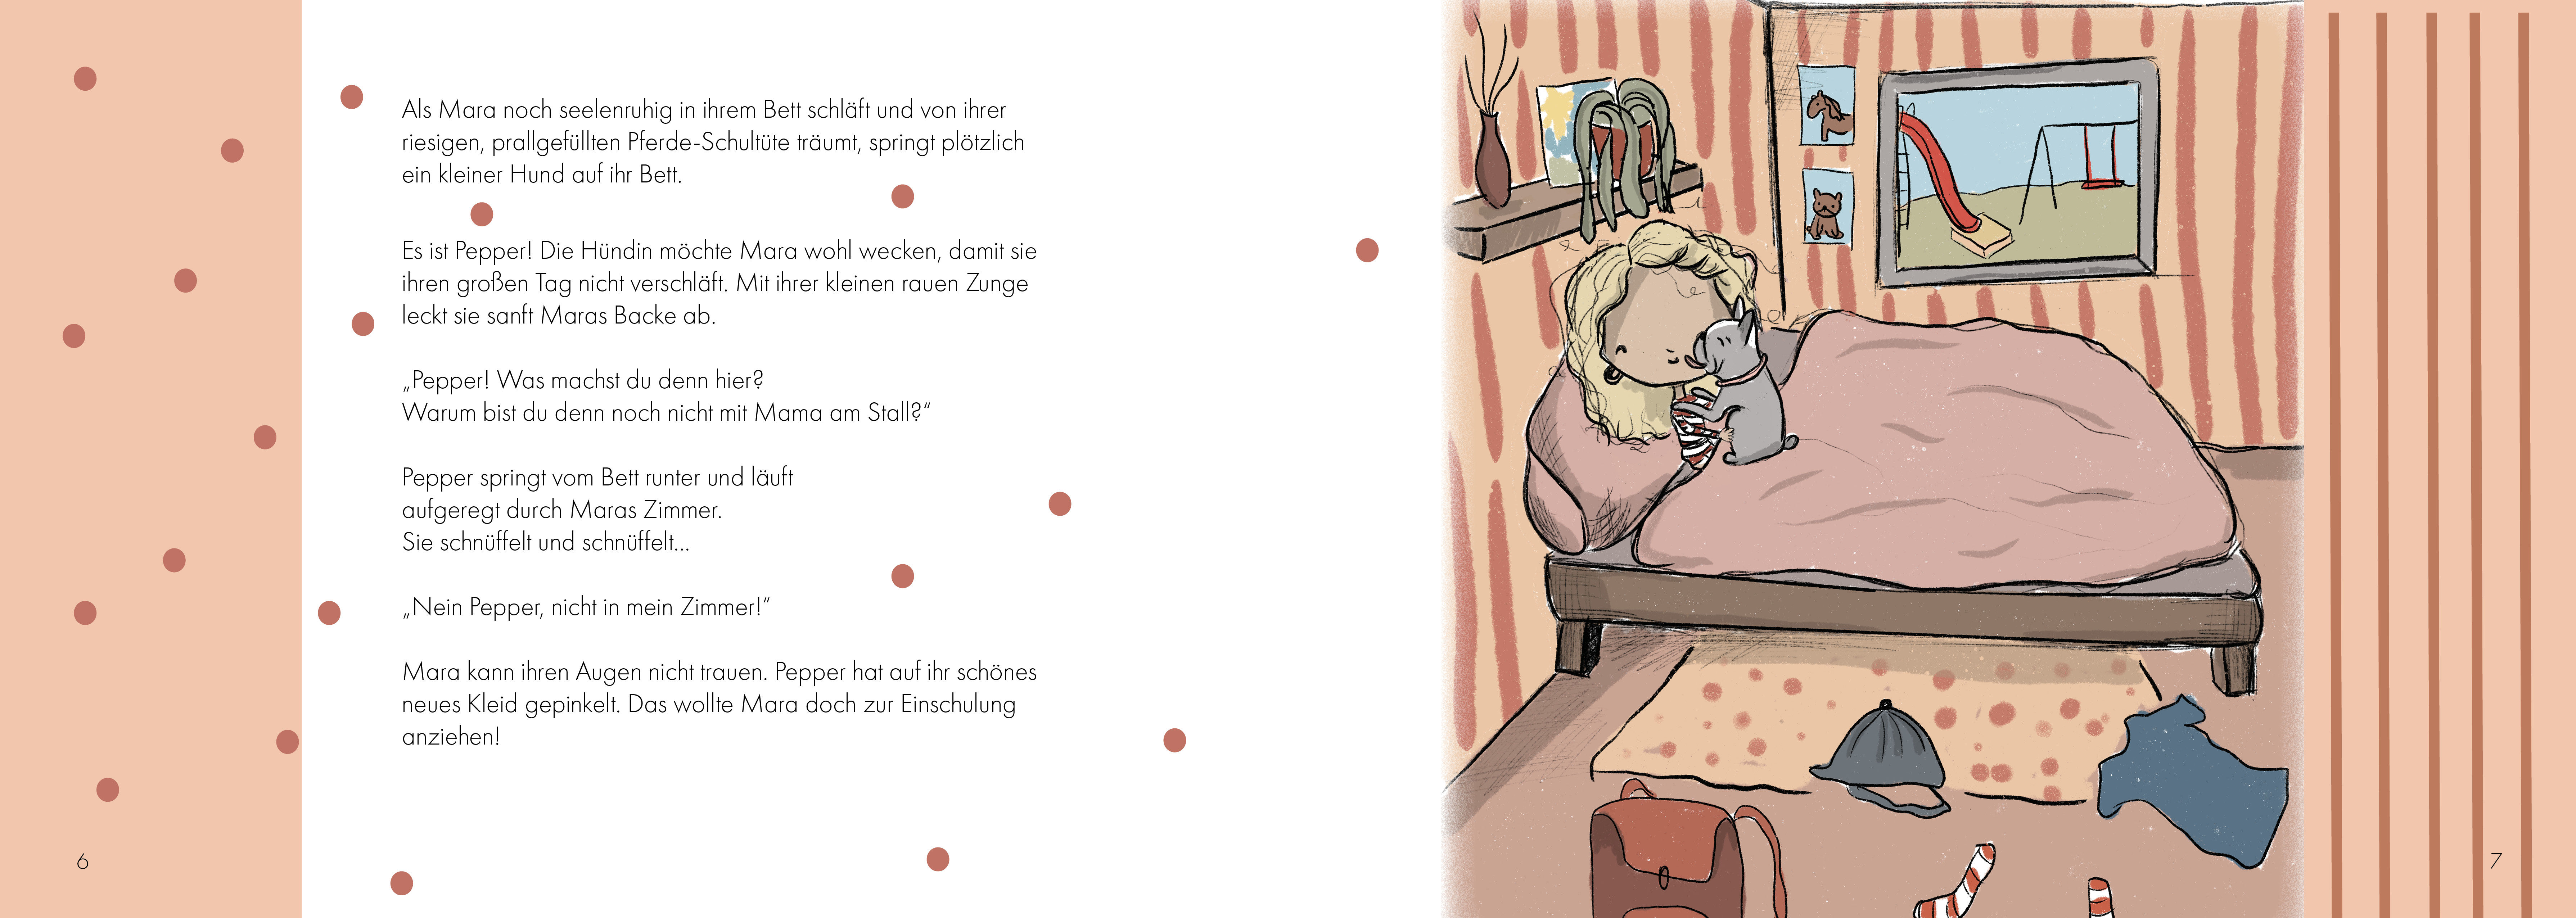 Als Mara noch seelenruhig in ihrem Bett schläft und von ihrer
riesigen, prallgefüllten Pferde-Schultüte träumt, springt plötzlich
ein kleiner Hund auf ihr Bett.
Es ist Pepper! Die Hündin möchte Mara wohl wecken, damit sie
ihren großen Tag nicht verschläft. Mit ihrer kleinen rauen Zunge
leckt sie sanft Maras Backe ab.
„Pepper! Was machst du denn hier?
Warum bist du denn noch nicht mit Mama am Stall?“
Pepper springt vom Bett runter und läuft
aufgeregt durch Maras Zimmer.
Sie schnüffelt und schnüffelt...
„Nein Pepper, nicht in mein Zimmer!“
Mara kann ihren Augen nicht trauen. Pepper hat auf ihr schönes
neues Kleid gepinkelt. Das wollte Mara doch zur Einschulung
anziehen!
6
7